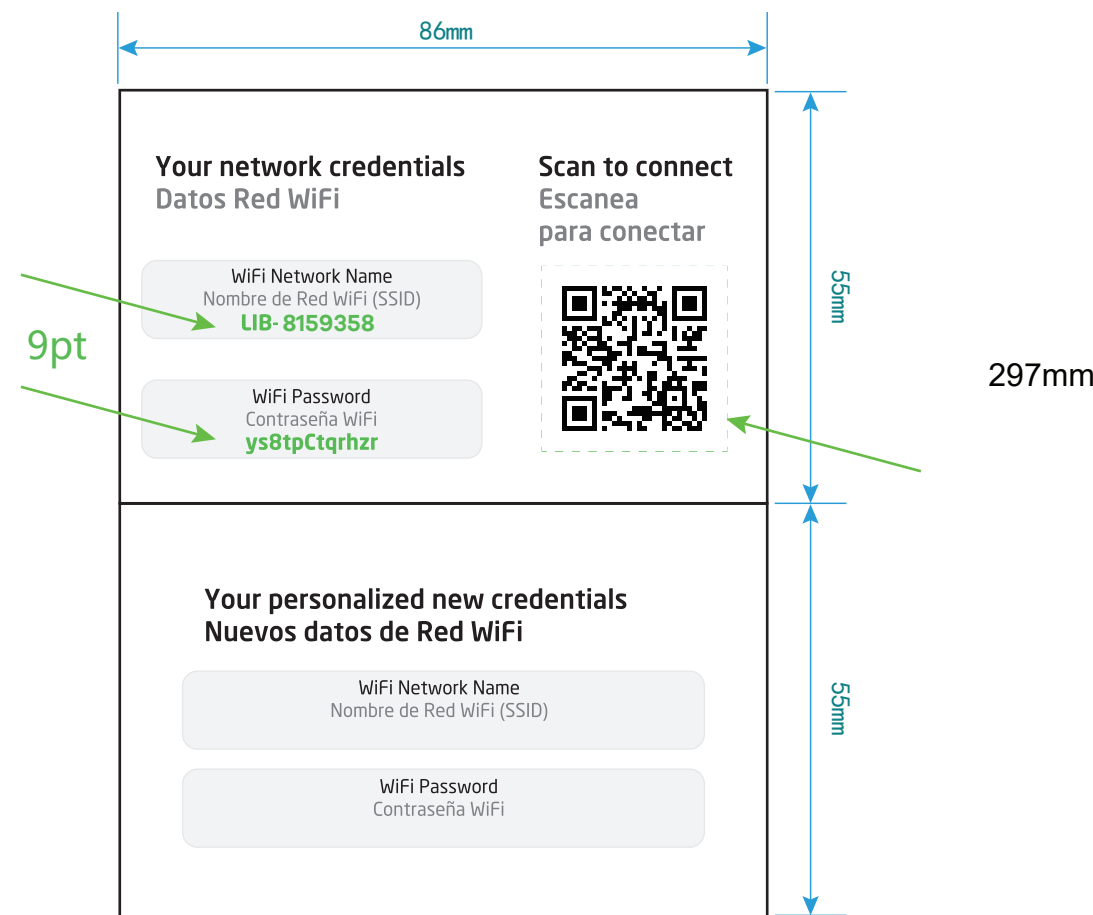 86mm
Your network credentials
Datos Red WiFi
Scan to connect
Escanea
para conectar
WiFi Network Name
Nombre de Red WiFi (SSID)
LIB- 8159358
9pt
WiFi Password
Contraseña WiFi
ys8tpCtqrhzr
55mm
297mm
Your personalized new credentials
Nuevos datos de Red WiFi
WiFi Network Name
Nombre de Red WiFi (SSID)
WiFi Password
Contraseña WiFi
55mm